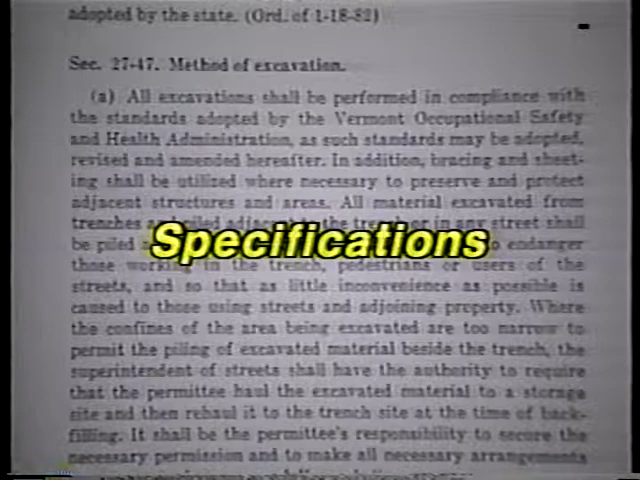 adopted by the state. (Ord. of 1-18-82)
Sec. 27-47. Method of excavation.
(a) All excavations shall be performed in compliance with
the standards adopted by the Vermont Occupational Safety
and Health Administration, as such standards may be adopted,
revised and amended hereafter. In addition, bracing and sheet-
ing shall be utilized where necessary to preserve and protect
adjacent structures and areas. All material excavated from
trenches and piled adjacent to the trench or in any street shall
be piled
Specifications
to endanger
those working in the trench, pedestrians or users of the
streets, and so that as little inconvenience as possible is
caused to those using streets and adjoining property. Where
the confines of the area being excavated are too narrow to
permit the piling of excavated material beside the trench, the
superintendent of streets shall have the authority to require
that the permittee haul the excavated material to a storage
site and then rehaul it to the trench site at the time of back-
filling. It shall be the permittee's responsibility to secure the
necessary permission and to make all necessary arrangements